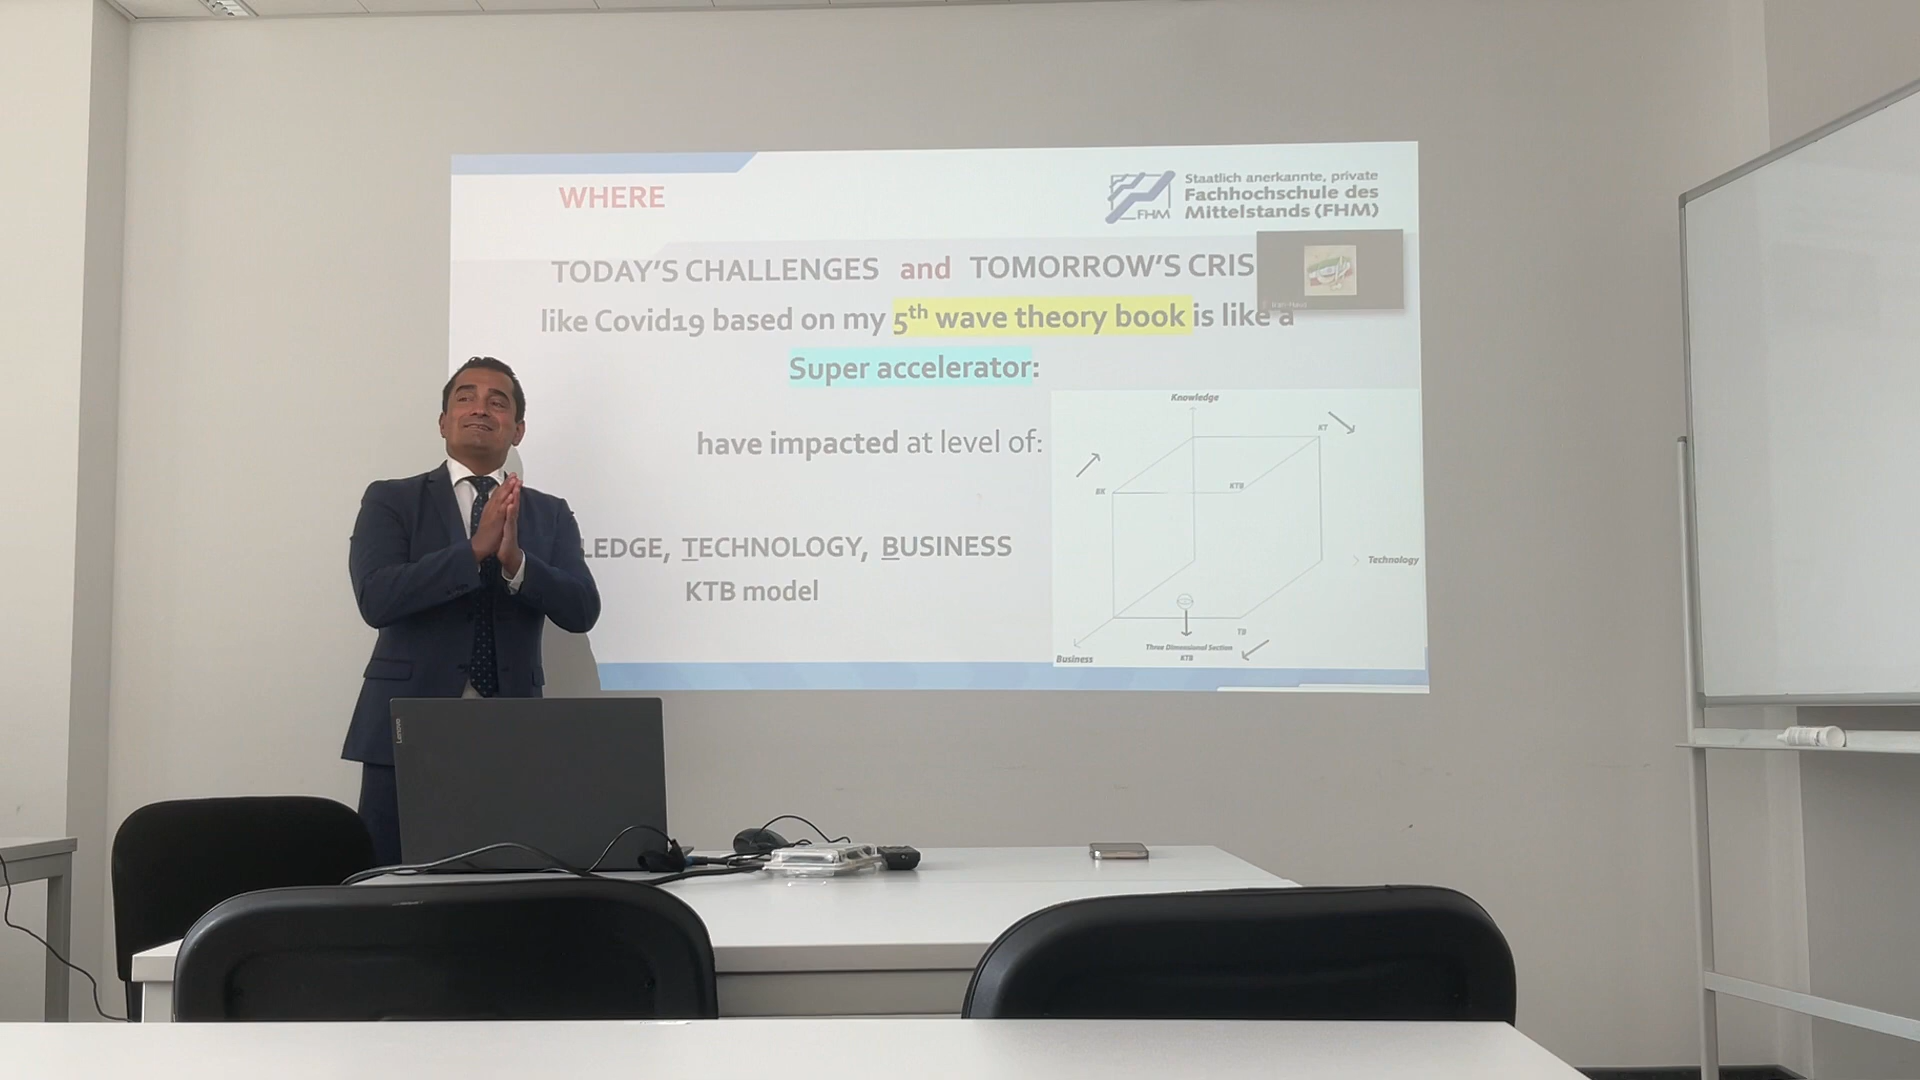 WHERE
Staatlich anerkannte, private
Fachhochschule des
Mittelstands (FHM)
FHM
TODAY'S CHALLENGES and TOMORROW'S CRIS
like Covid19 based on my 5th wave theory book is like a
Super accelerator:
have impacted at level of:
LEDGE, TECHNOLOGY, BUSINESS
KTB model
Knowledge
KT
BK
KTB
Technology
TB
Three Dimensional Section
KTB
Business
Lenovo